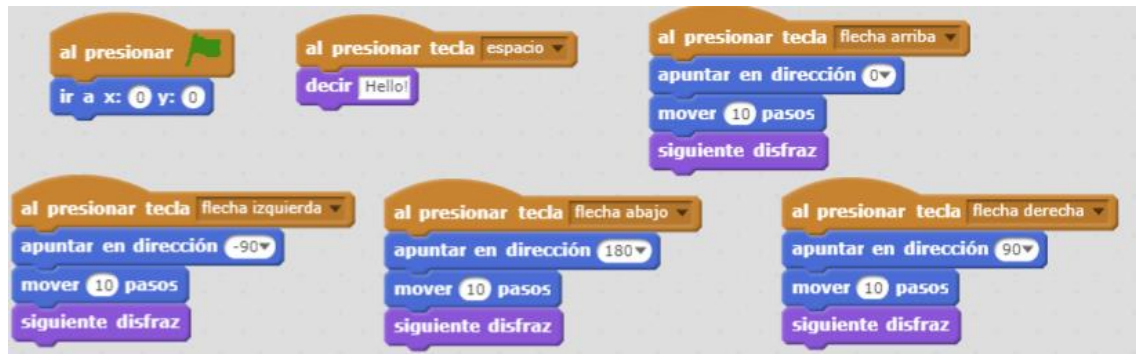 al presionar
ir a x: 0 y: 0
al presionar tecla espacio
decir Hello!
al presionar tecla flecha arriba
apuntar en dirección 0
mover 10 pasos
siguiente disfraz
al presionar tecla flecha izquierda
apuntar en dirección -90
mover 10 pasos
siguiente disfraz
al presionar tecla flecha abajo
apuntar en dirección 180
mover 10 pasos
siguiente disfraz
al presionar tecla flecha derecha
apuntar en dirección 90
mover 10 pasos
siguiente disfraz